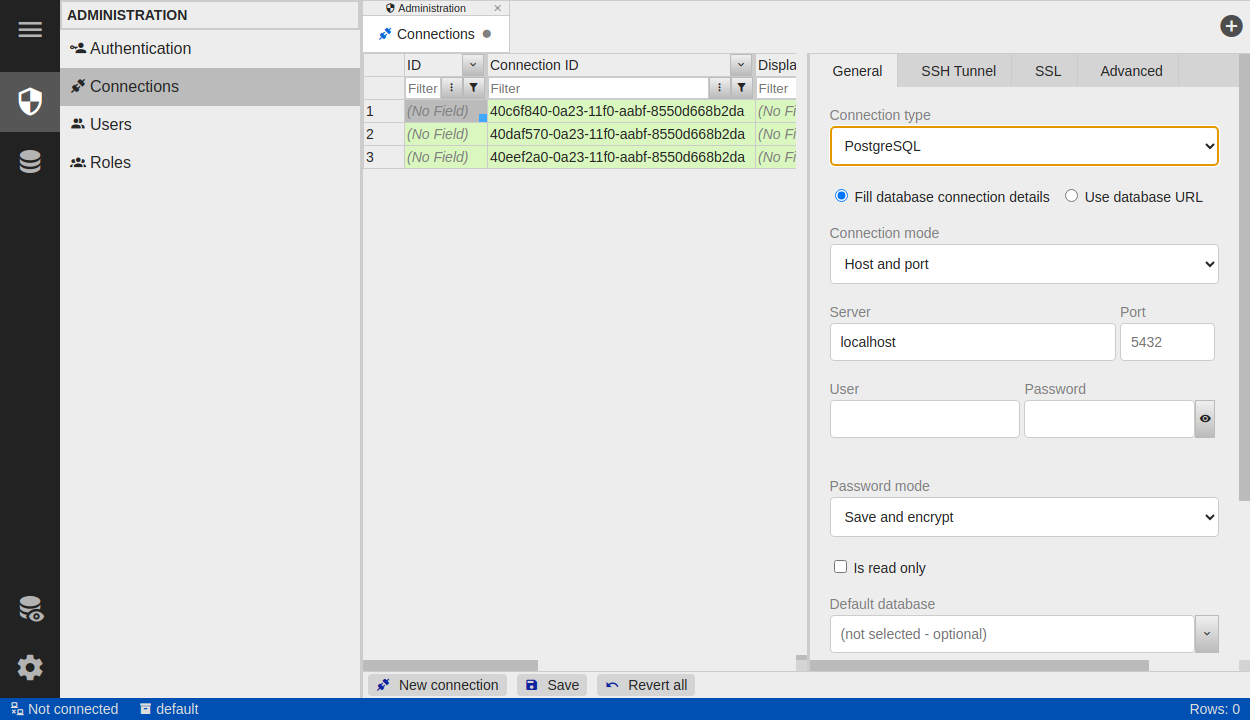 ADMINISTRATION
Authentication
Connections
Users
Roles
Administration ×
Connections
ID Connection ID Displa
Filter Filter Filter
1 (No Field) 40c6f840-0a23-11f0-aabf-8550d668b2da (No Fi
2 (No Field) 40daf570-0a23-11f0-aabf-8550d668b2da (No Fi
3 (No Field) 40eef2a0-0a23-11f0-aabf-8550d668b2da (No Fi
General SSH Tunnel SSL Advanced
Connection type
PostgreSQL
Fill database connection details Use database URL
Connection mode
Host and port
Server Port
localhost 5432
User Password
Password mode
Save and encrypt
Is read only
Default database
(not selected - optional)
New connection Save Revert all
Not connected default Rows: 0